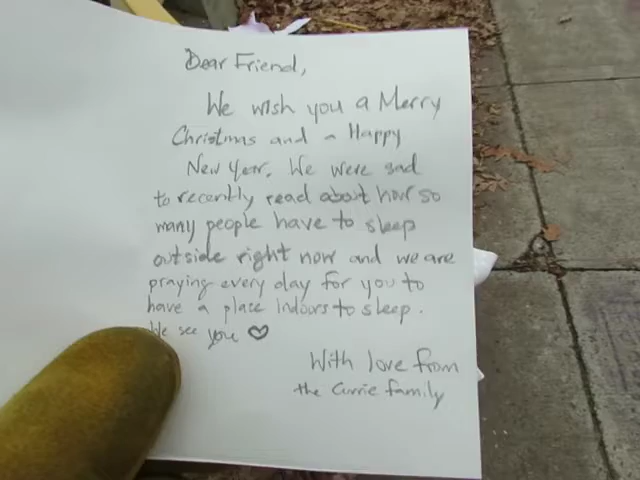 Dear Friend,
We wish you a Merry
Christmas and a Happy
New Year. We were sad
to recently read about how so
many people have to sleep
outside right now and we are
praying every day for you to
have a place indoors to sleep.
We see you ♡
With love from
the Currie family